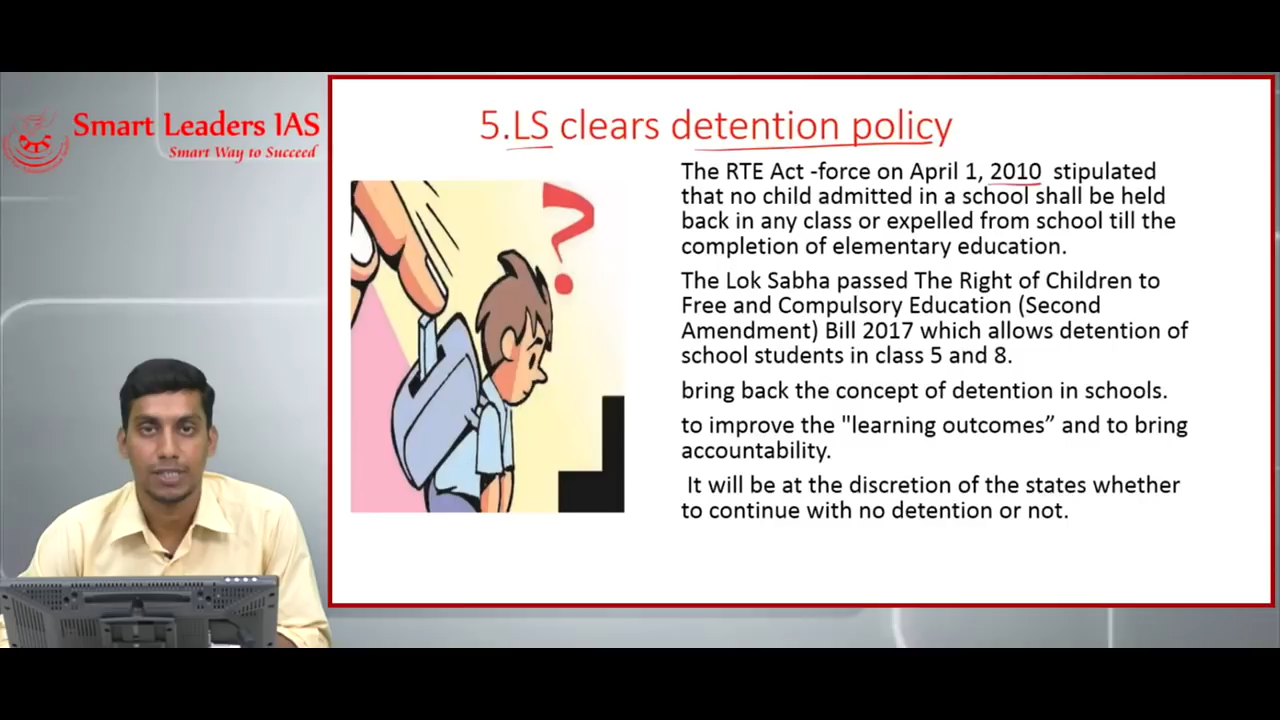 Smart Leaders IAS
Smart Way to Succeed
5.LS clears detention policy
The RTE Act -force on April 1, 2010 stipulated
that no child admitted in a school shall be held
back in any class or expelled from school till the
completion of elementary education.
The Lok Sabha passed The Right of Children to
Free and Compulsory Education (Second
Amendment) Bill 2017 which allows detention of
school students in class 5 and 8.
bring back the concept of detention in schools.
to improve the "learning outcomes” and to bring
accountability.
It will be at the discretion of the states whether
to continue with no detention or not.
?